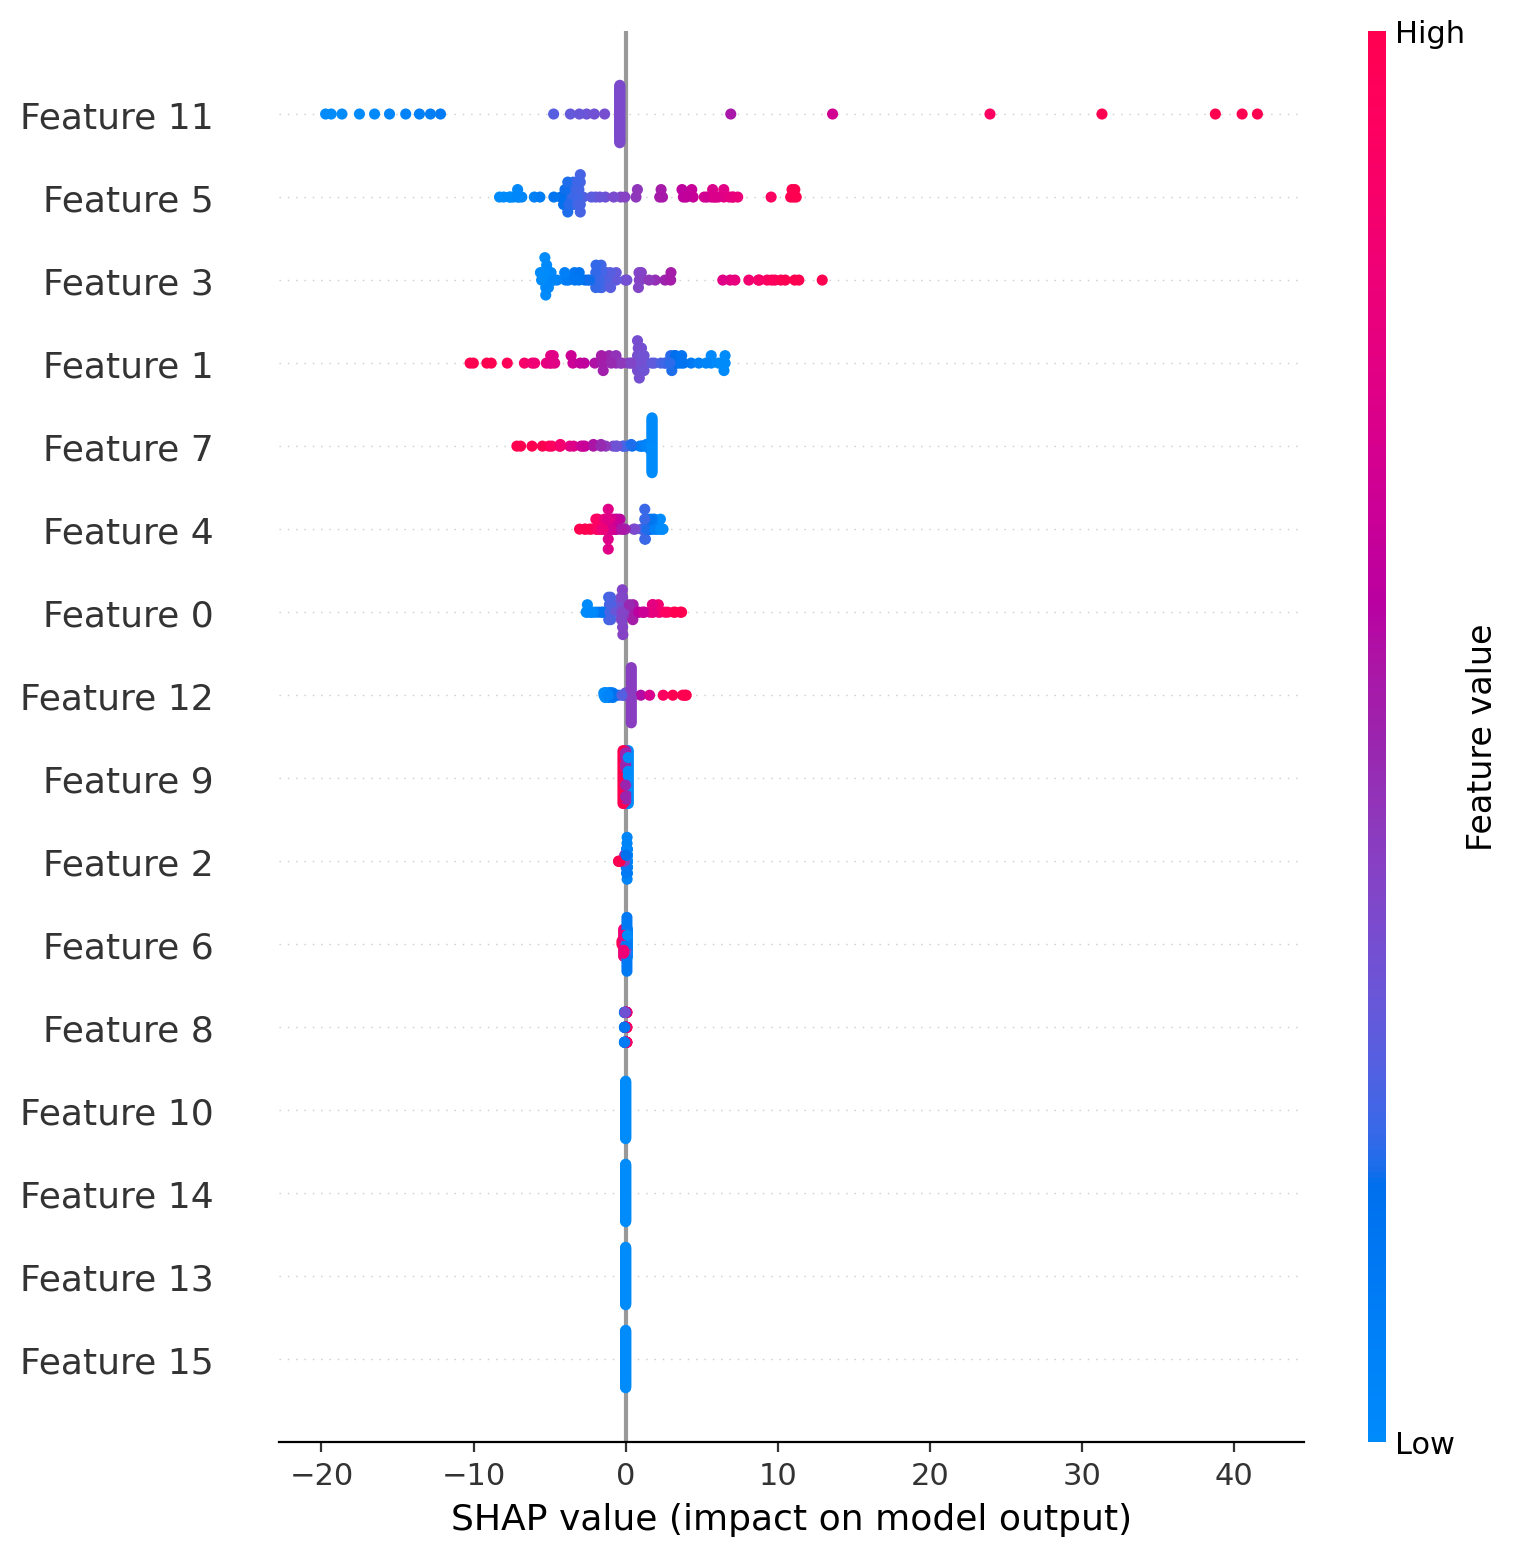 High
Feature 11
Feature 5
Feature 3
Feature 1
Feature 7
Feature 4
Feature 0
Feature 12
Feature 9
Feature 2
Feature 6
Feature 8
Feature 10
Feature 14
Feature 13
Feature 15
Feature value
Low
−20 −10 0 10 20 30 40
SHAP value (impact on model output)